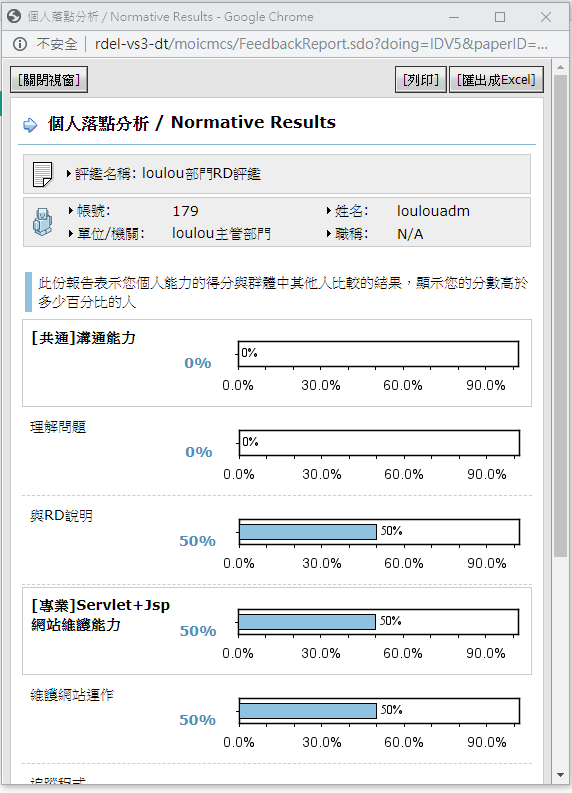 個人落點分析 / Normative Results - Google Chrome
不安全 | rdel-vs3-dt/moicmcs/FeedbackReport.sdo?doing=IDV5&paperID=...
[關閉視窗] [列印] [匯出成Excel]
個人落點分析 / Normative Results
評鑑名稱: loulou部門RD評鑑
帳號: 179 姓名: loulouadm
單位/機關: loulou主管部門 職稱: N/A
此份報告表示您個人能力的得分與群體中其他人比較的結果，顯示您的分數高於
多少百分比的人
[共通]溝通能力
0% 0%
0.0% 30.0% 60.0% 90.0%
理解問題
0% 0%
0.0% 30.0% 60.0% 90.0%
與RD說明
50% 50%
0.0% 30.0% 60.0% 90.0%
[專業]Servlet+Jsp
網站維護能力
50% 50%
0.0% 30.0% 60.0% 90.0%
維護網站運作
50% 50%
0.0% 30.0% 60.0% 90.0%
追蹤程式